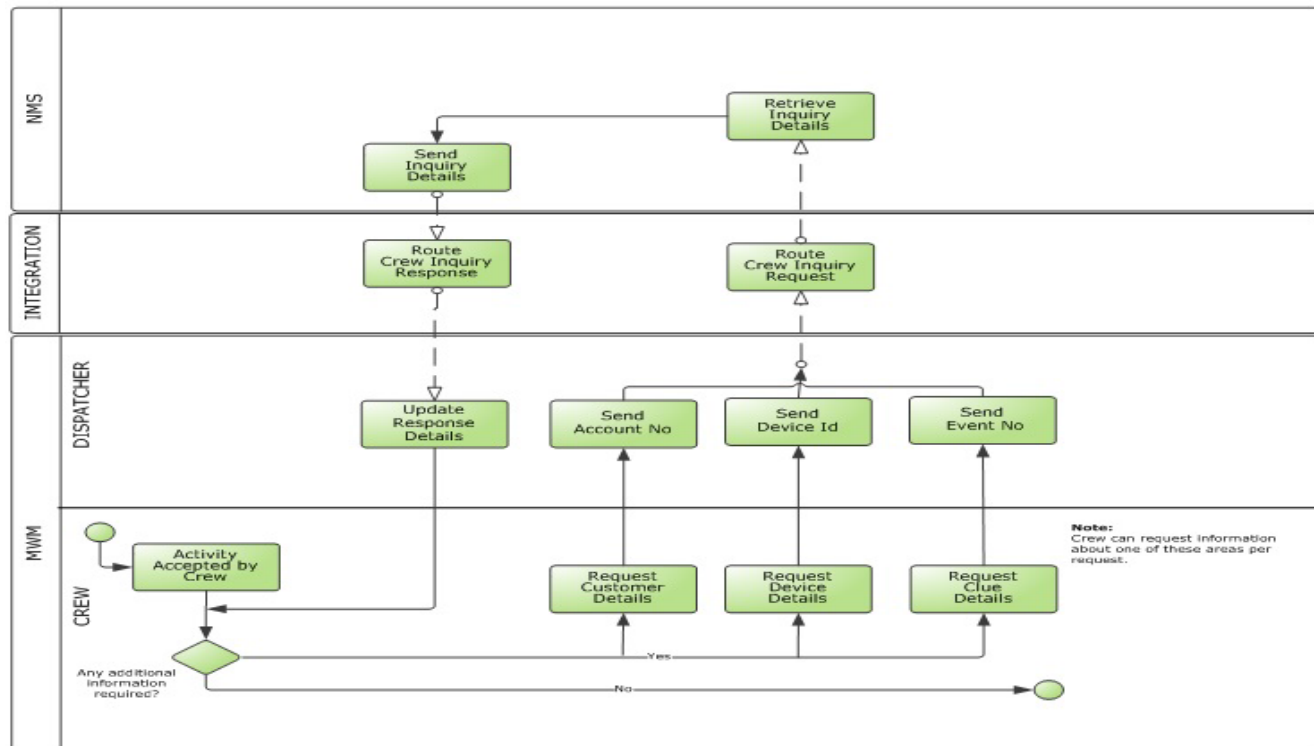 NMS
Retrieve
Inquiry
Details
Send
Inquiry
Details
INTEGRATION
Route
Crew Inquiry
Response
Route
Crew Inquiry
Request
MWM
DISPATCHER
Update
Response
Details
Send
Account No
Send
Device Id
Send
Event No
CREW
Activity
Accepted by
Crew
Note:
Crew can request information
about one of these areas per
request.
Request
Customer
Details
Request
Device
Details
Request
Clue
Details
Any additional
information
required?
Yes
No